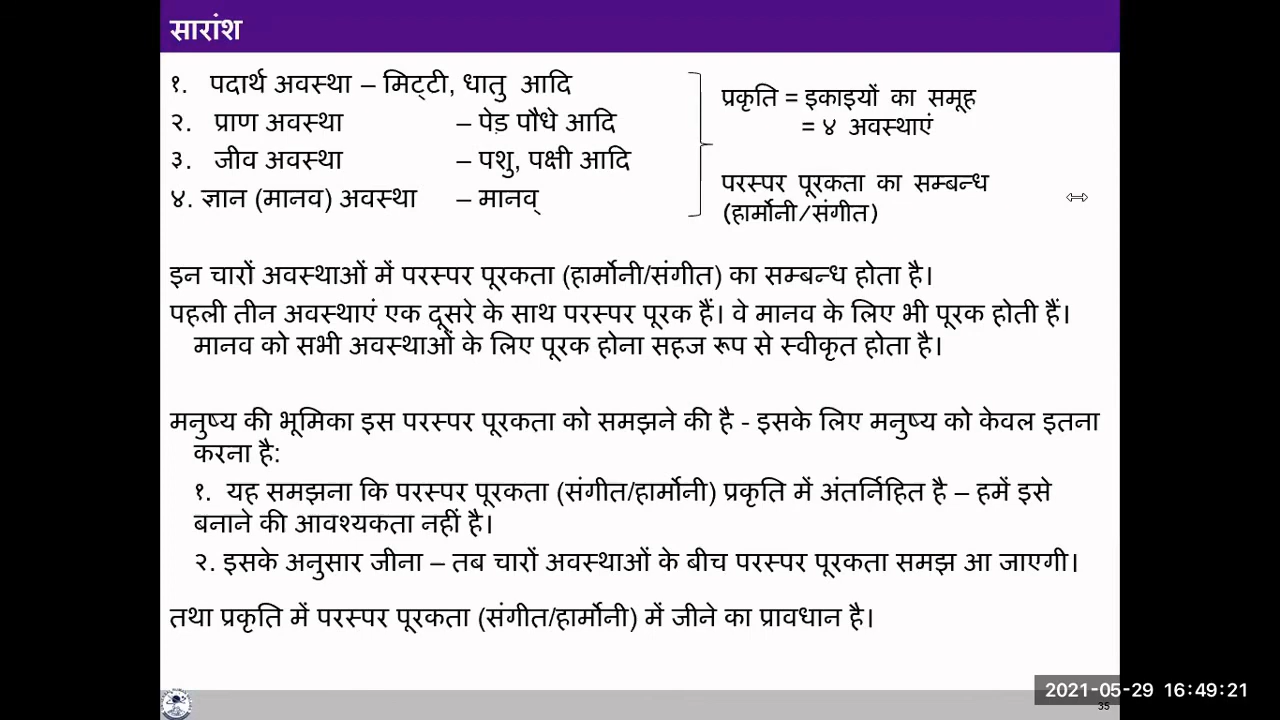 सारांश
१. पदार्थ अवस्था – मिट्टी, धातु आदि
२. प्राण अवस्था – पेड़ पौधे आदि
३. जीव अवस्था – पशु, पक्षी आदि
४. ज्ञान (मानव) अवस्था – मानव्
प्रकृति = इकाइयों का समूह
= ४ अवस्थाएं
परस्पर पूरकता का सम्बन्ध
(हार्मोनी/संगीत)
इन चारों अवस्थाओं में परस्पर पूरकता (हार्मोनी/संगीत) का सम्बन्ध होता है।
पहली तीन अवस्थाएं एक दूसरे के साथ परस्पर पूरक हैं। वे मानव के लिए भी पूरक होती हैं।
मानव को सभी अवस्थाओं के लिए पूरक होना सहज रूप से स्वीकृत होता है।
मनुष्य की भूमिका इस परस्पर पूरकता को समझने की है - इसके लिए मनुष्य को केवल इतना
करना है:
१. यह समझना कि परस्पर पूरकता (संगीत/हार्मोनी) प्रकृति में अंतर्निहित है – हमें इसे
बनाने की आवश्यकता नहीं है।
२. इसके अनुसार जीना – तब चारों अवस्थाओं के बीच परस्पर पूरकता समझ आ जाएगी।
तथा प्रकृति में परस्पर पूरकता (संगीत/हार्मोनी) में जीने का प्रावधान है।
2021-05-29 16:49:21
35